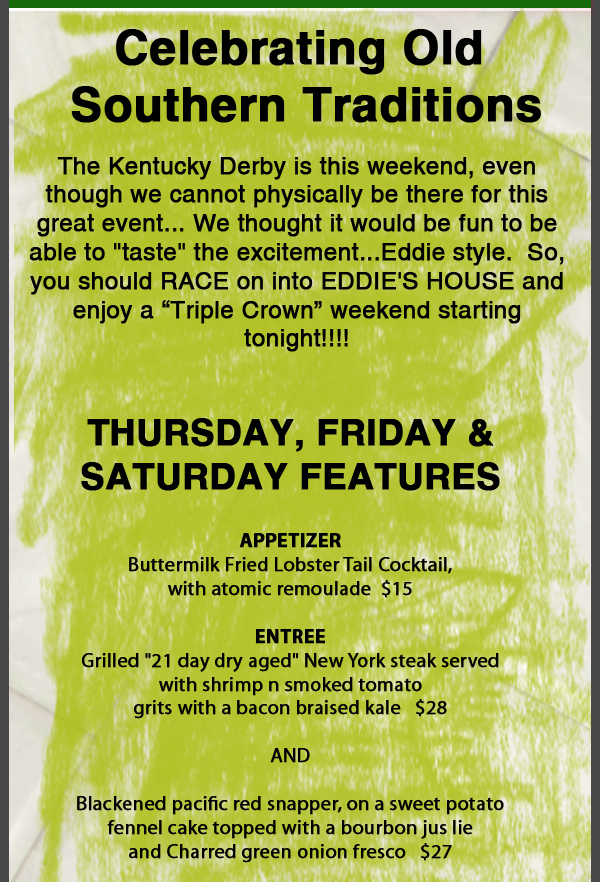 Celebrating Old
Southern Traditions
The Kentucky Derby is this weekend, even
though we cannot physically be there for this
great event... We thought it would be fun to be
able to "taste" the excitement...Eddie style.  So,
you should RACE on into EDDIE'S HOUSE and
enjoy a “Triple Crown” weekend starting
tonight!!!!
THURSDAY, FRIDAY &
SATURDAY FEATURES
APPETIZER
Buttermilk Fried Lobster Tail Cocktail,
with atomic remoulade  $15
ENTREE
Grilled "21 day dry aged" New York steak served
with shrimp n smoked tomato
grits with a bacon braised kale   $28
AND
Blackened pacific red snapper, on a sweet potato
fennel cake topped with a bourbon jus lie
and Charred green onion fresco   $27